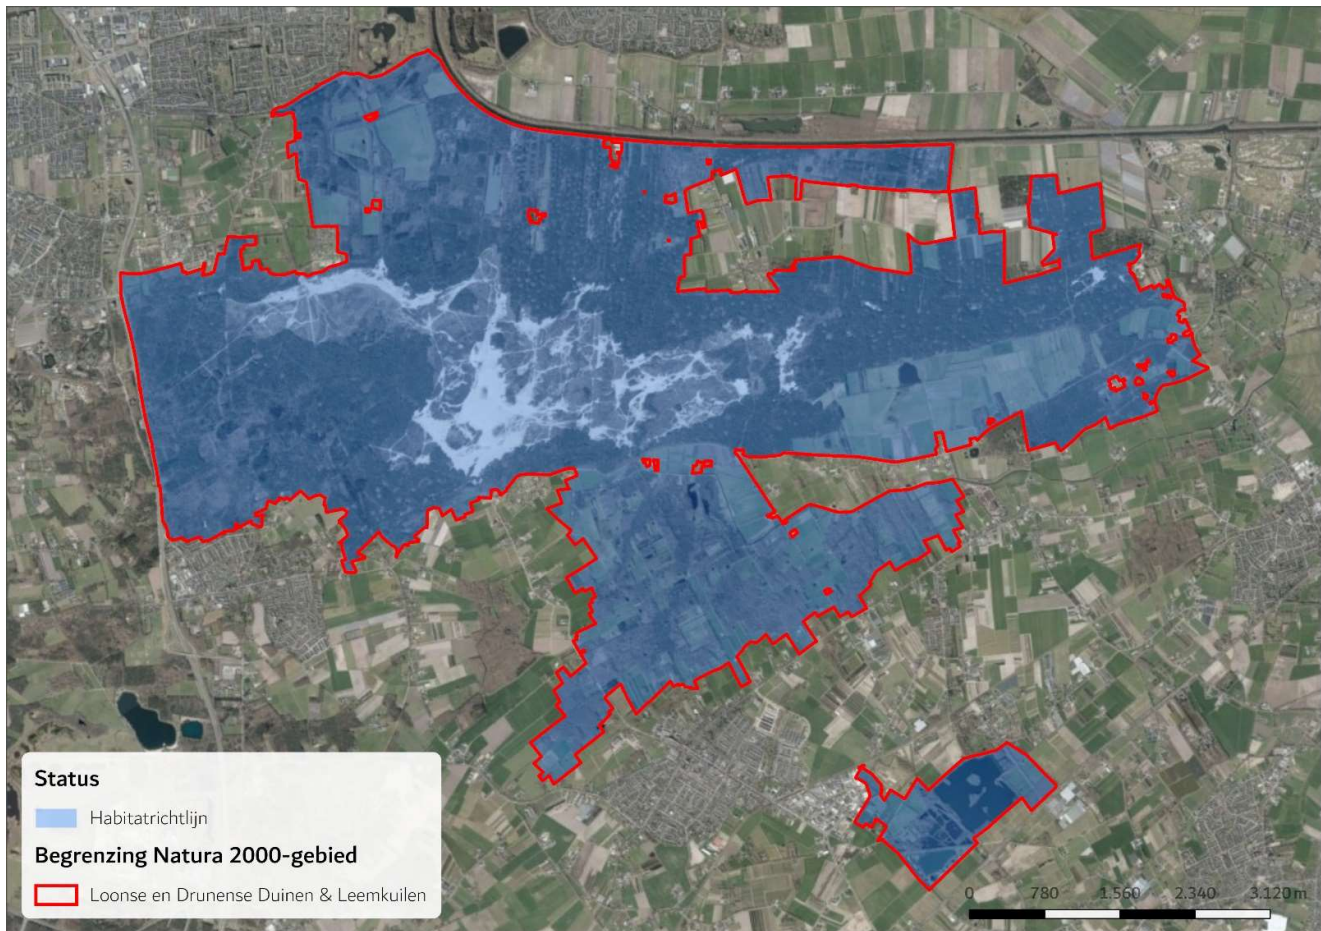 Status
Habitatrichtlijn
Begrenzing Natura 2000-gebied
Loonse en Drunense Duinen & Leemkuilen
0 780 1.560 2.340 3.120 m